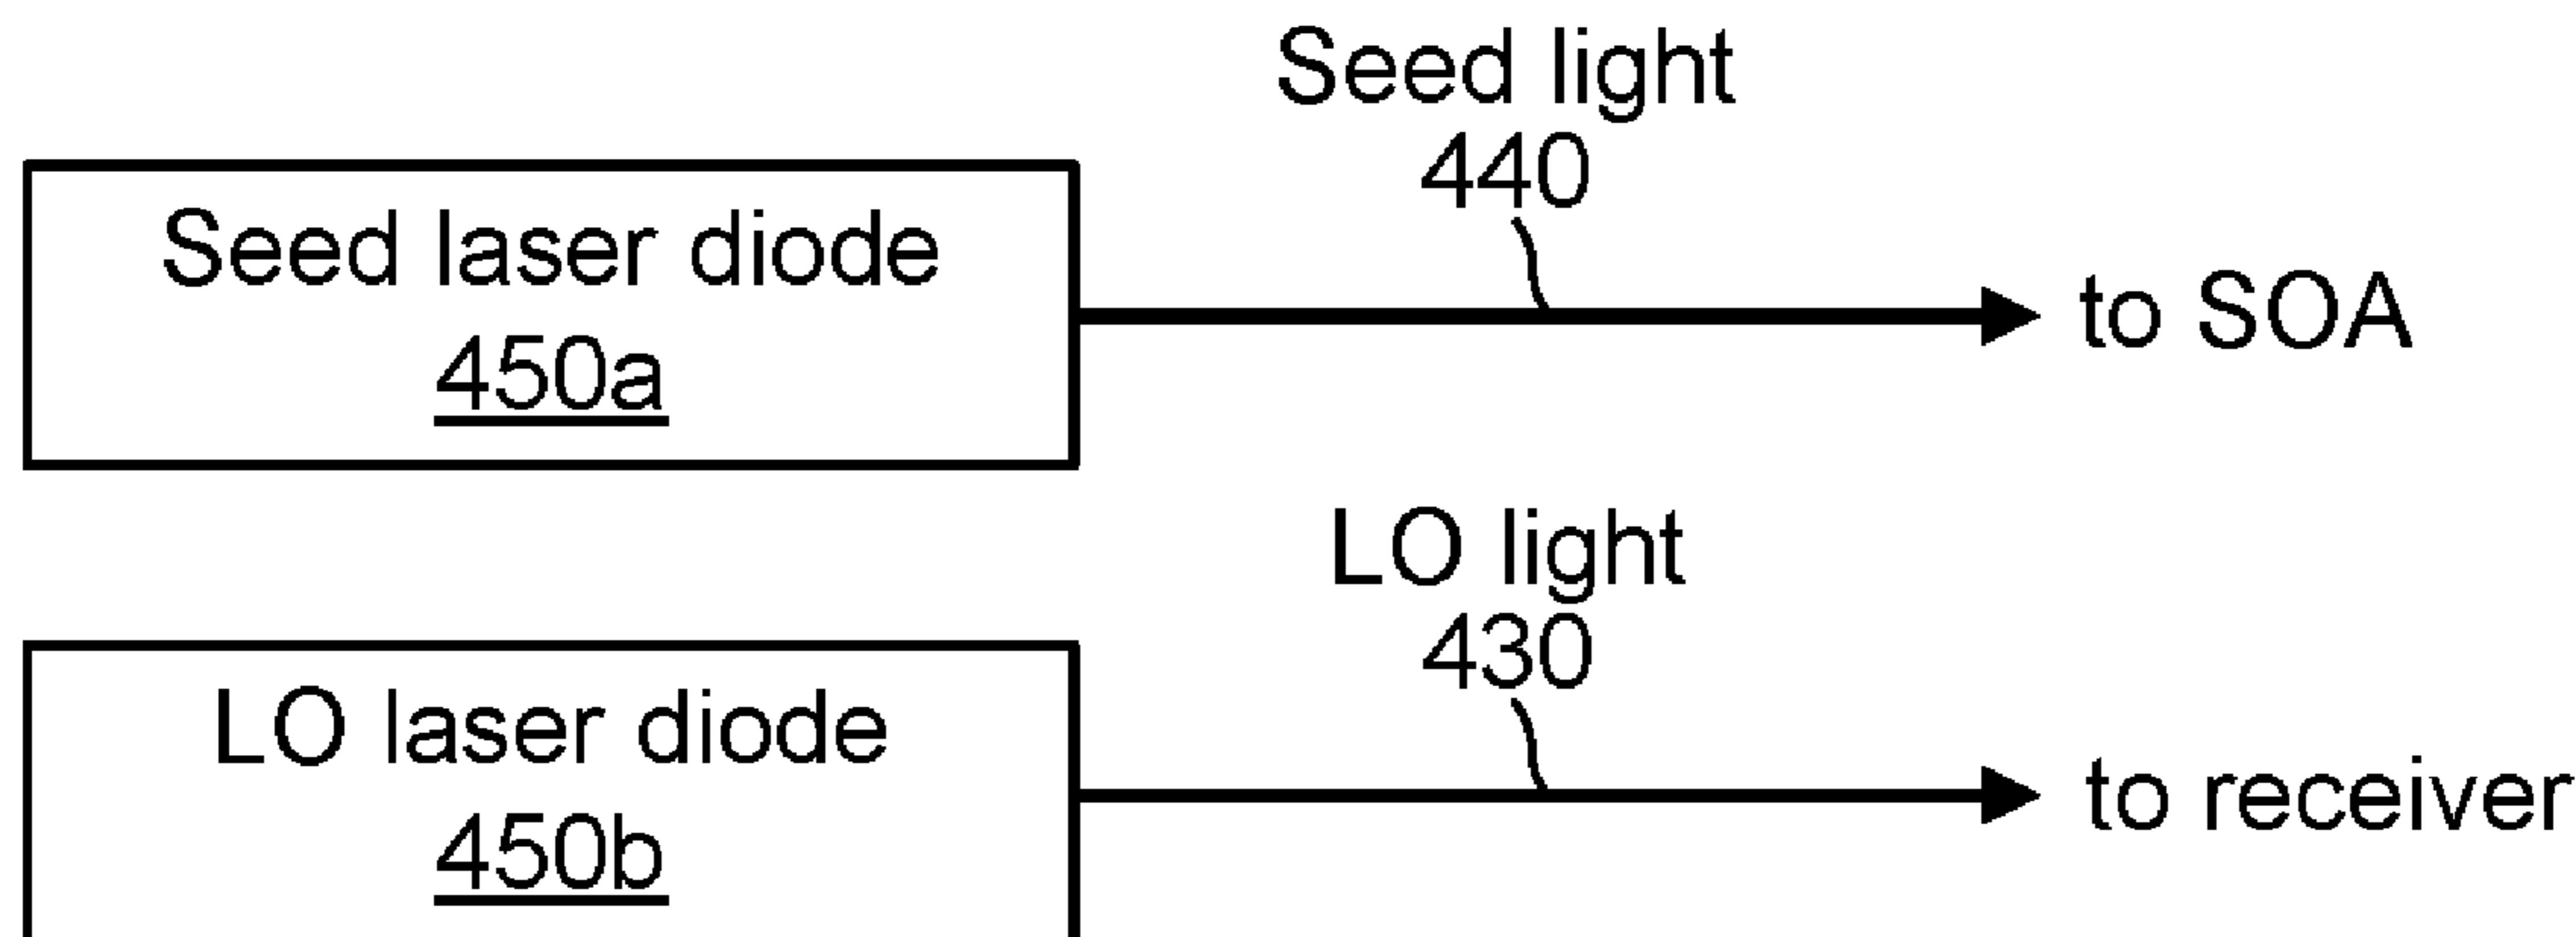 Seed light
440
Seed laser diode
450a
to SOA
LO light
430
LO laser diode
450b
to receiver